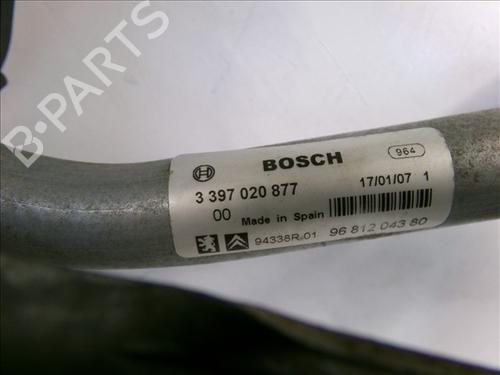 B-PARTS
BOSCH
964
3 397 020 877
17/01/07 1
00 Made in Spain
94338R-01 96 812 043 80